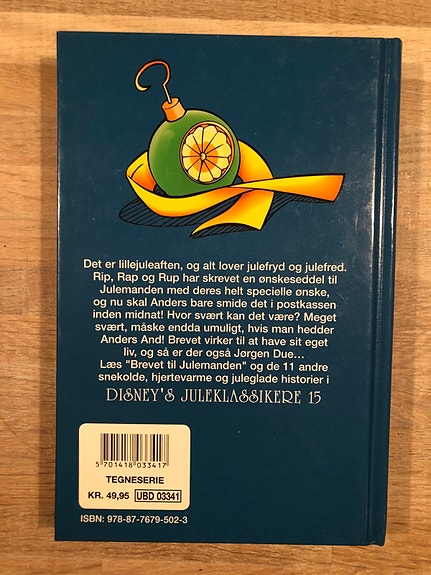 Det er lillejuleaften, og alt lover julefryd og julefred.
Rip, Rap og Rup har skrevet en ønskeseddel til
Julemanden med deres helt specielle ønske,
og nu skal Anders bare smide det i postkassen
inden midnat! Hvor svært kan det være? Meget
svært, måske endda umuligt, hvis man hedder
Anders And! Brevet virker til at have sit eget
liv, og så er der også Jørgen Due...
Læs "Brevet til Julemanden" og de 11 andre
snekolde, hjertevarme og juleglade historier i
DISNEY'S JULEKLASSIKERE 15
5 701418 033417
TEGNESERIE
KR. 49,95 UBD 03341
ISBN: 978-87-7679-502-3